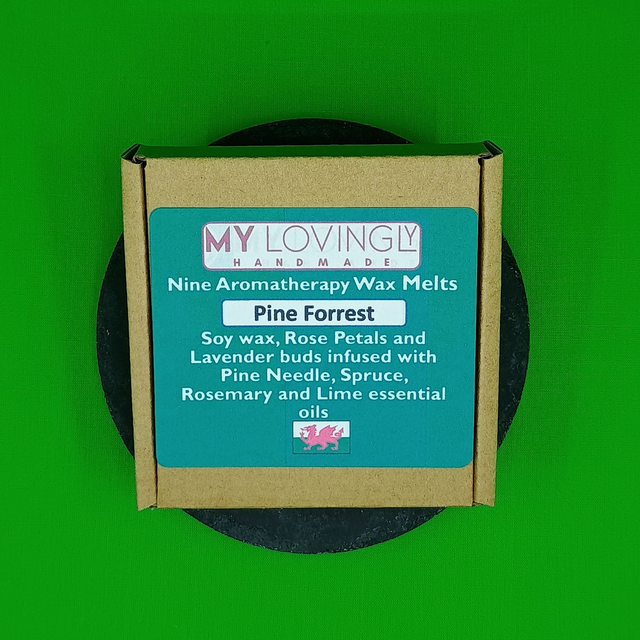 MY LOVINGLY
HANDMADE
Nine Aromatherapy Wax Melts
Pine Forrest
Soy wax, Rose Petals and
Lavender buds infused with
Pine Needle, Spruce,
Rosemary and Lime essential
oils